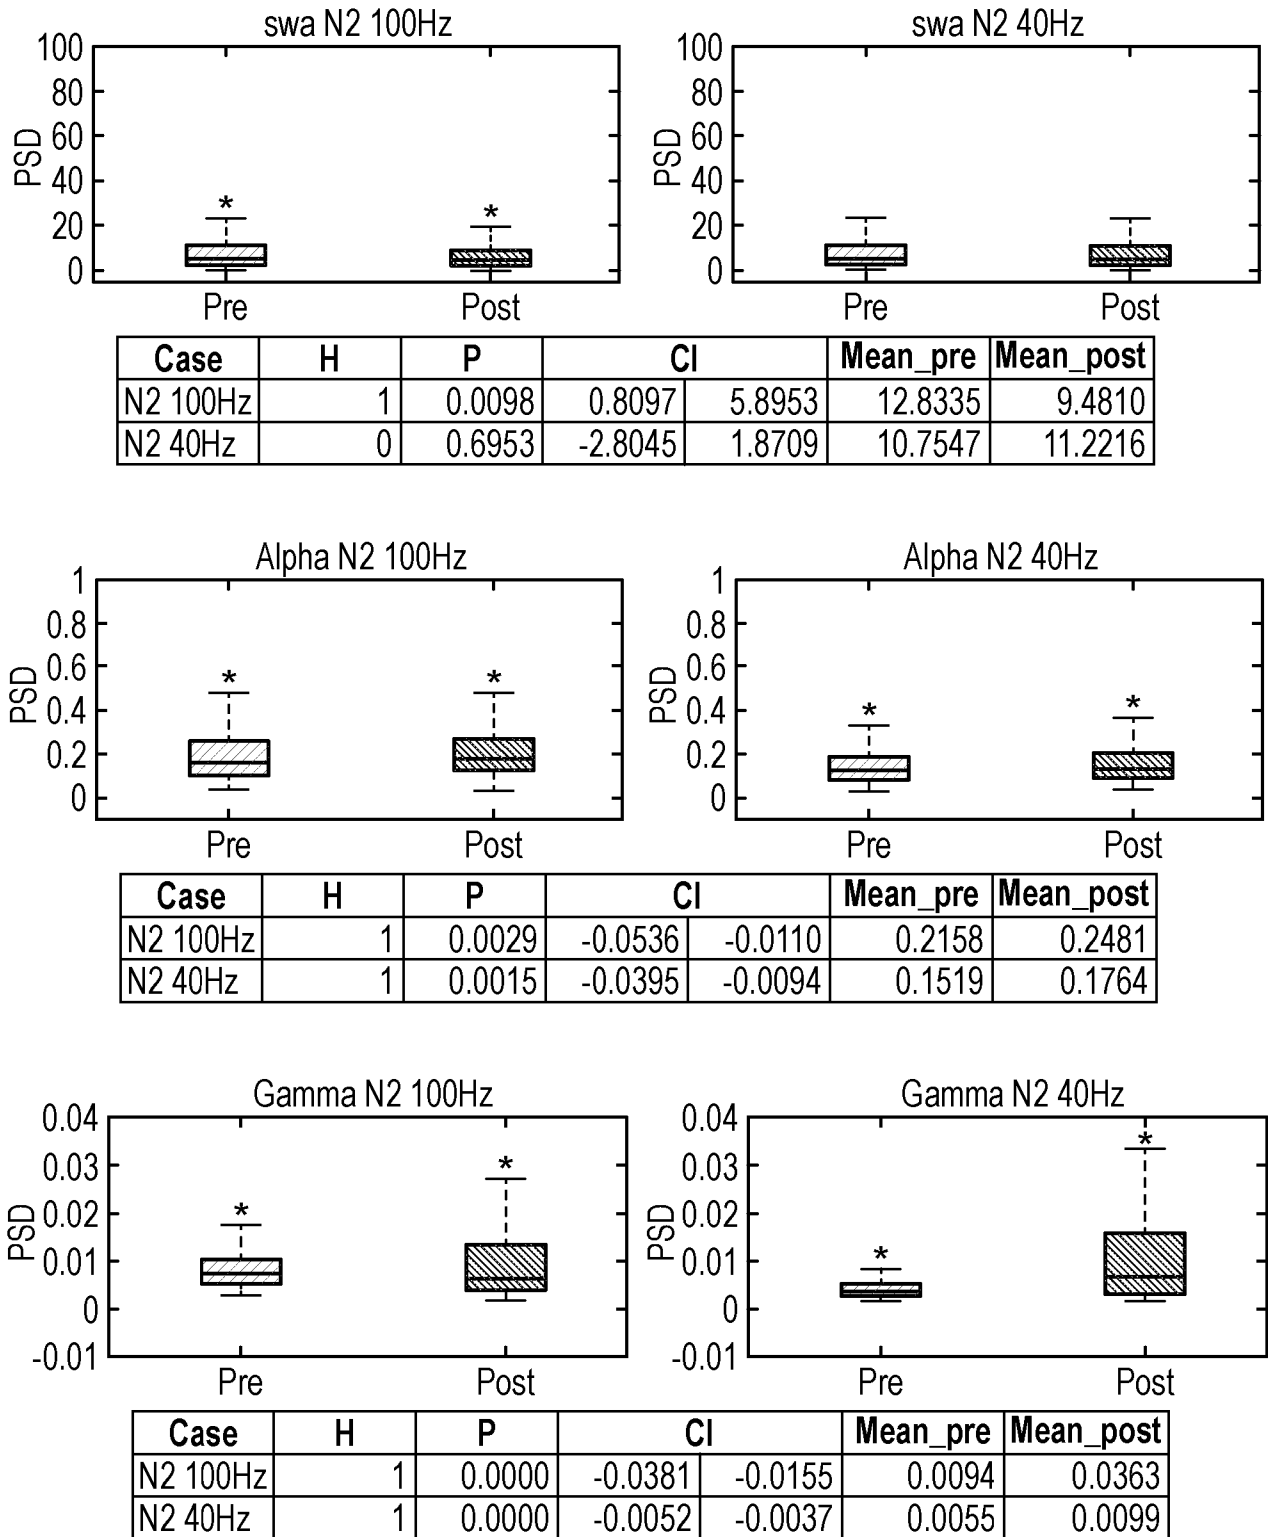 swa N2 100Hz swa N2 40Hz
100 100
80 80
60 60
PSD PSD
40 40
* 
20 * 20
0 0
Pre Post Pre Post
Case H P CI Mean_pre Mean_post
N2 100Hz 1 0.0098 0.8097 5.8953 12.8335 9.4810
N2 40Hz 0 0.6953 -2.8045 1.8709 10.7547 11.2216
Alpha N2 100Hz Alpha N2 40Hz
1 1
0.8 0.8
0.6 * * 0.6
PSD PSD
0.4 0.4 * *
0.2 0.2
0 0
Pre Post Pre Post
Case H P CI Mean_pre Mean_post
N2 100Hz 1 0.0029 -0.0536 -0.0110 0.2158 0.2481
N2 40Hz 1 0.0015 -0.0395 -0.0094 0.1519 0.1764
Gamma N2 100Hz Gamma N2 40Hz
0.04 0.04 *
0.03 * 0.03
0.02 * 0.02
PSD PSD
0.01 0.01 *
0 0
-0.01 -0.01
Pre Post Pre Post
Case H P CI Mean_pre Mean_post
N2 100Hz 1 0.0000 -0.0381 -0.0155 0.0094 0.0363
N2 40Hz 1 0.0000 -0.0052 -0.0037 0.0055 0.0099